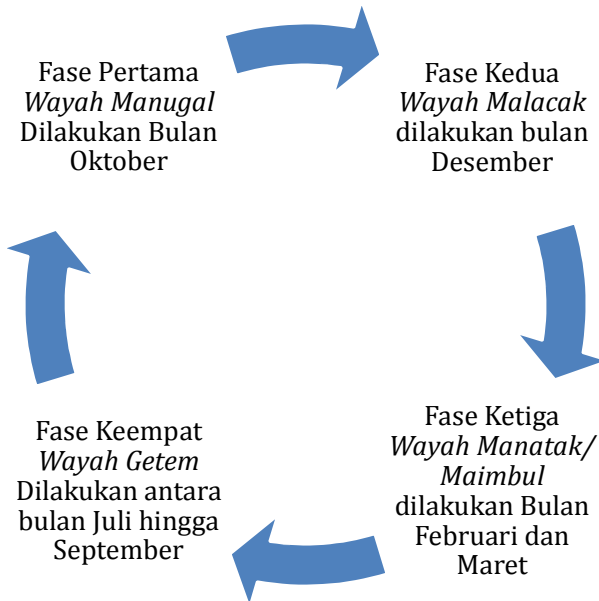 Fase Pertama
Wayah Manugal
Dilakukan Bulan
Oktober
Fase Kedua
Wayah Malacak
dilakukan bulan
Desember
Fase Ketiga
Wayah Manatak/
Maimbul
dilakukan Bulan
Februari dan
Maret
Fase Keempat
Wayah Getem
Dilakukan antara
bulan Juli hingga
September